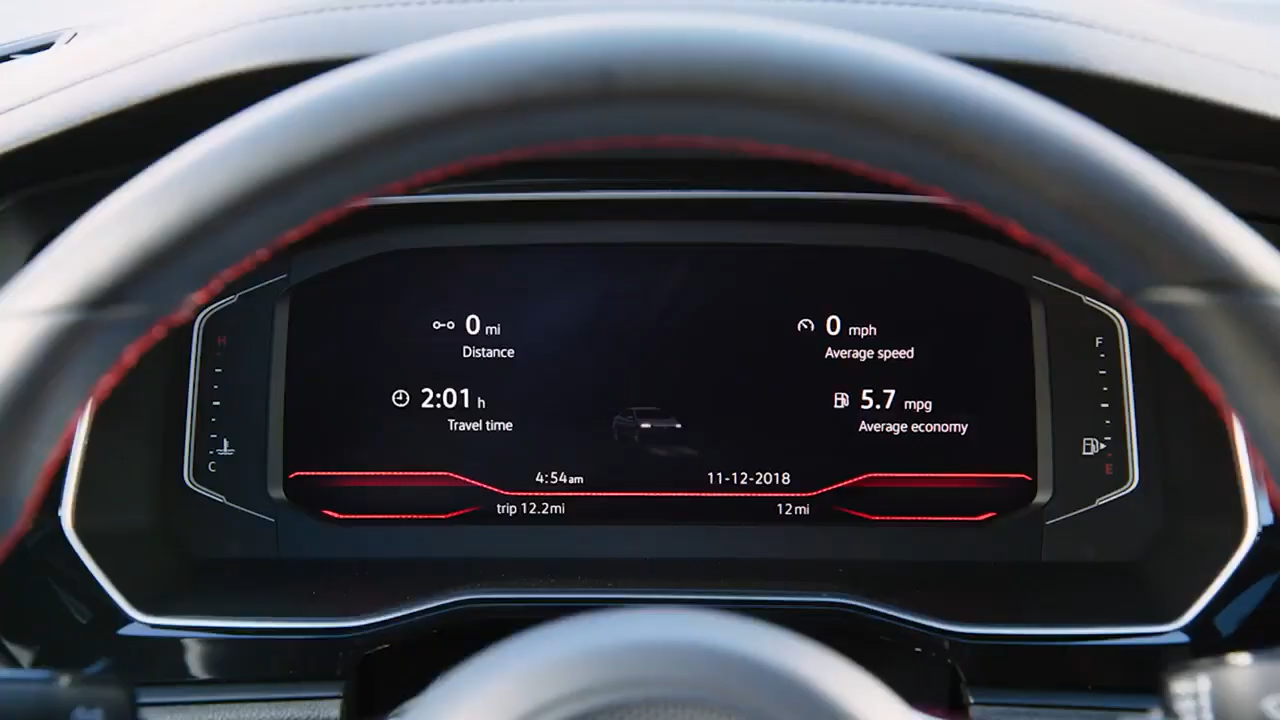 0 mi
Distance
0 mph
Average speed
2:01 h
Travel time
5.7 mpg
Average economy
4:54am
11-12-2018
trip 12.2mi
12mi
H
C
F
E